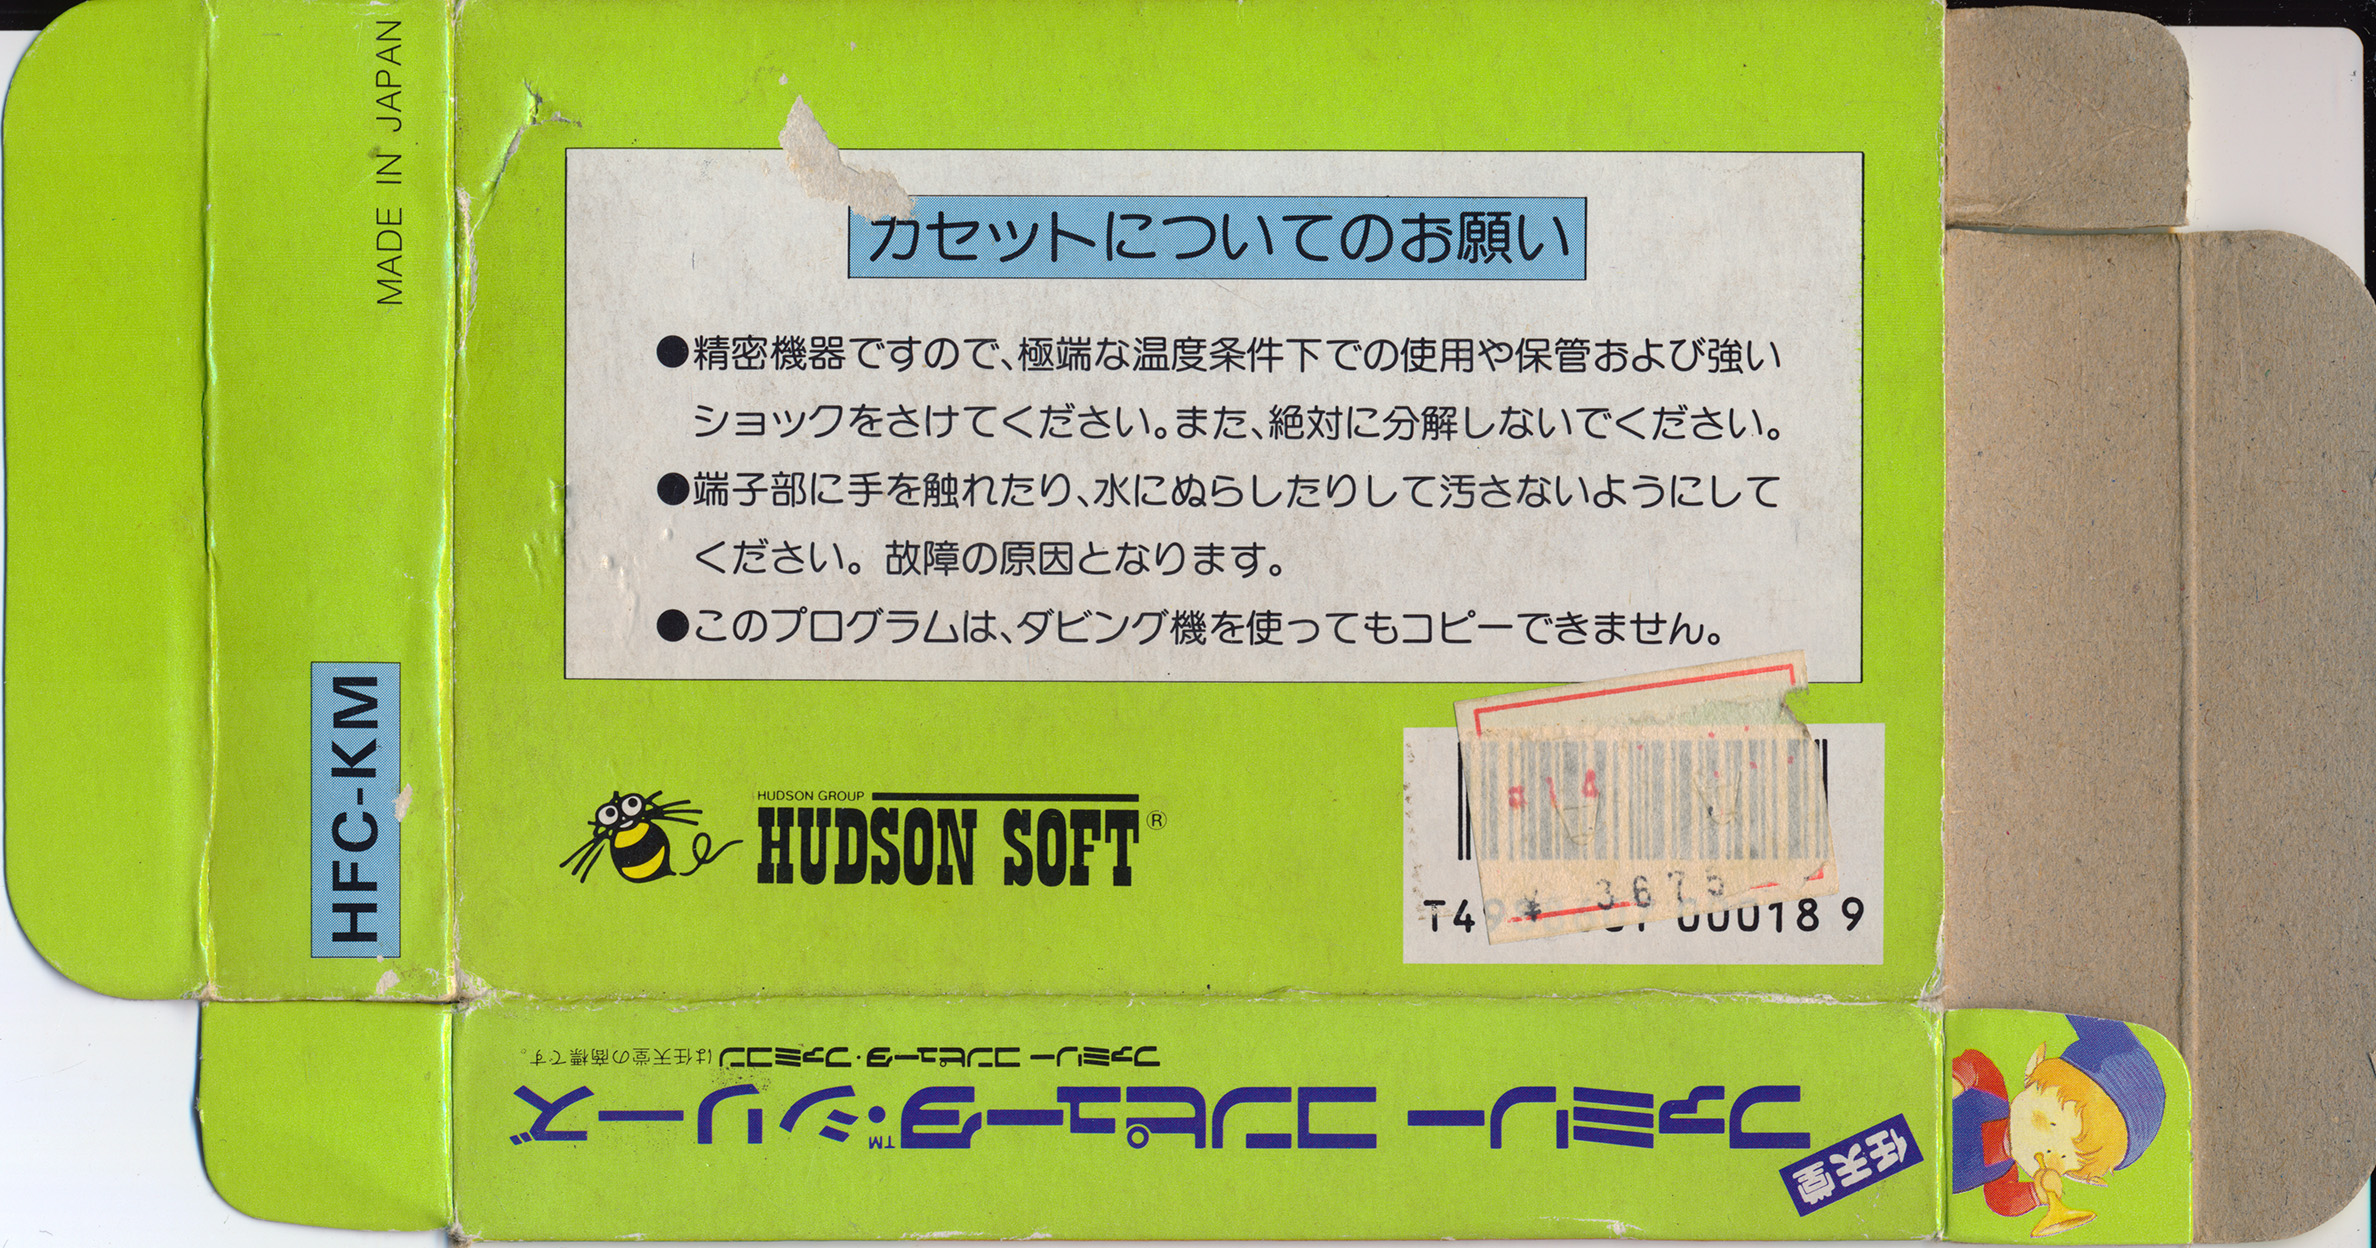 MADE IN JAPAN
HFC-KM
カセットについてのお願い
●精密機器ですので、極端な温度条件下での使用や保管および強い
ショックをさけてください。また、絶対に分解しないでください。
●端子部に手を触れたり、水にぬらしたりして汚さないようにして
ください。故障の原因となります。
●このプログラムは、ダビング機を使ってもコピーできません。
HUDSON GROUP
HUDSON SOFT®
¥ 3675
T49 00018 9
任天堂
ファミリー コンピュータ・シリーズ
TM
ファミリー コンピュータ・ファミコンは任天堂の商標です。